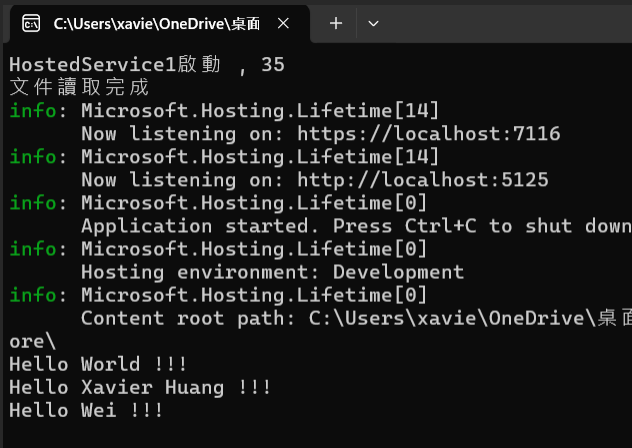 C:\Users\xavie\OneDrive\桌面
HostedService1啟動 , 35
文件讀取完成
info: Microsoft.Hosting.Lifetime[14]
Now listening on: https://localhost:7116
info: Microsoft.Hosting.Lifetime[14]
Now listening on: http://localhost:5125
info: Microsoft.Hosting.Lifetime[0]
Application started. Press Ctrl+C to shut down
info: Microsoft.Hosting.Lifetime[0]
Hosting environment: Development
info: Microsoft.Hosting.Lifetime[0]
Content root path: C:\Users\xavie\OneDrive\桌面
ore\
Hello World !!!
Hello Xavier Huang !!!
Hello Wei !!!